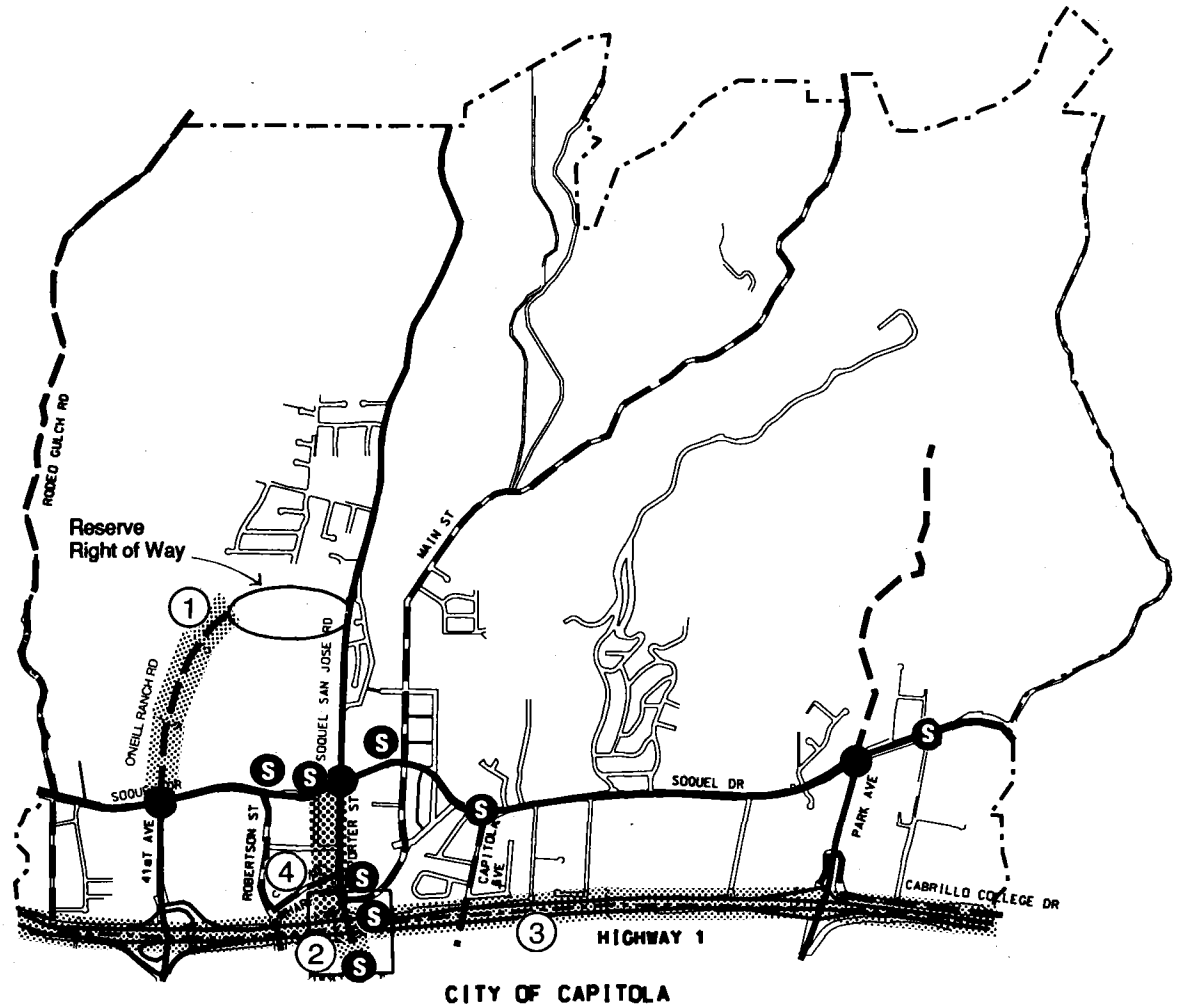 RODEO GULCH RD
Reserve
Right of Way
MAIN ST
1
O'NEILL RANCH RD
SOQUEL SAN JOSE RD
S
S
S
S
S
SOQUEL DR
SOQUEL DR
41ST AVE
ROBERTSON ST
PORTER ST
CAPITOLA
AVE
PARK AVE
4
S
S
CABRILLO COLLEGE DR
2
3
HIGHWAY 1
S
CITY OF CAPITOLA